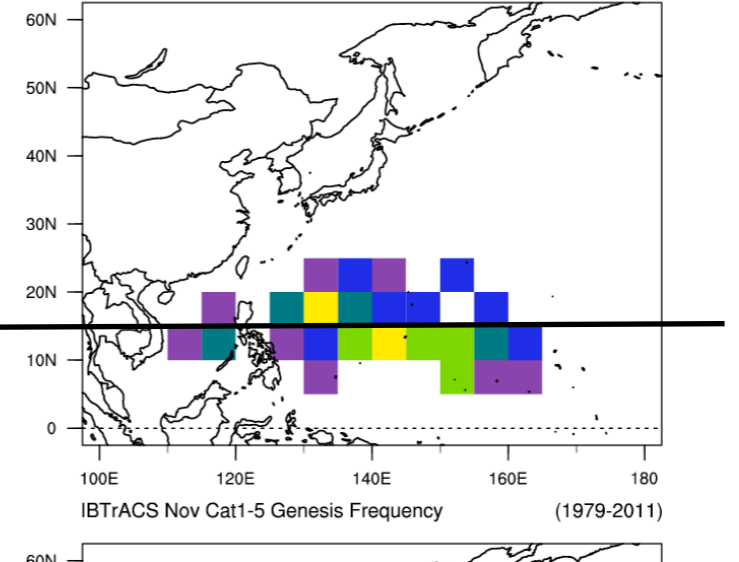 60N
50N
40N
30N
20N
10N
0
100E 120E 140E 160E 180
IBTrACS Nov Cat1-5 Genesis Frequency (1979-2011)
60N